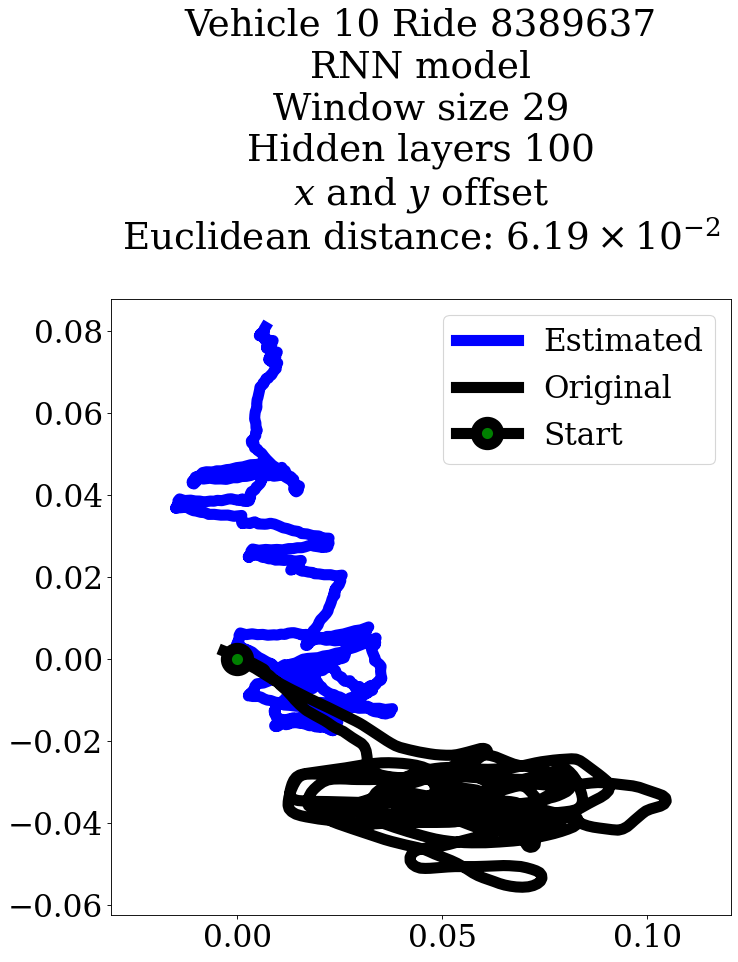 Vehicle 10 Ride 8389637
RNN model
Window size 29
Hidden layers 100
x and y offset
Euclidean distance: 6.19 × 10⁻²
Estimated
Original
Start
0.08
0.06
0.04
0.02
0.00
−0.02
−0.04
−0.06
0.00 0.05 0.10